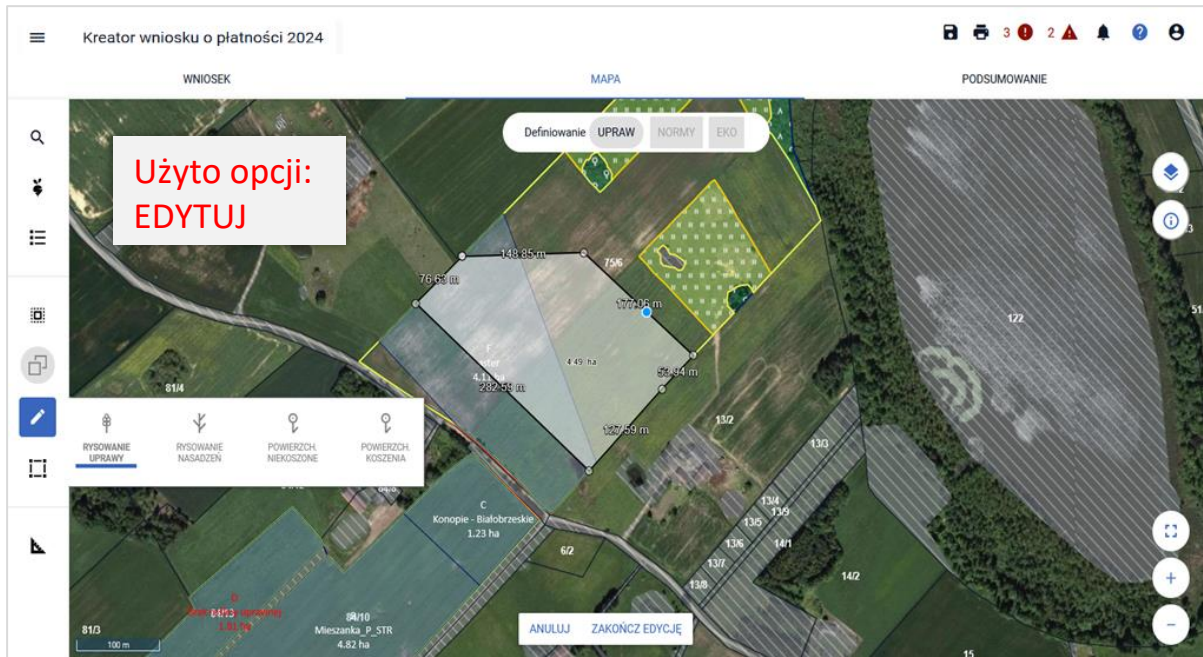 Kreator wniosku o płatności 2024
3
2
WNIOSEK
MAPA
PODSUMOWANIE
Definiowanie UPRAW NORMY EKO
Użyto opcji:
EDYTUJ
148.85 m
75/6
76.63 m
177.06 m
122
F
4.49 ha
53.94 m
81/4
127.59 m
13/2
13/3
RYSOWANIE
UPRAWY
RYSOWANIE
NASADZEŃ
POWIERZCH.
NIEKOSZONE
POWIERZCH.
KOSZENIA
C
Konopie - Białobrzeskie
1.23 ha
13/4
13/9
13/5
13/6
14/1
6/2
13/7
13/8
14/2
D
1.81 ha
84/10
Mieszanka_P_STR
4.82 ha
81/3
100 m
ANULUJ ZAKOŃCZ EDYCJĘ
15